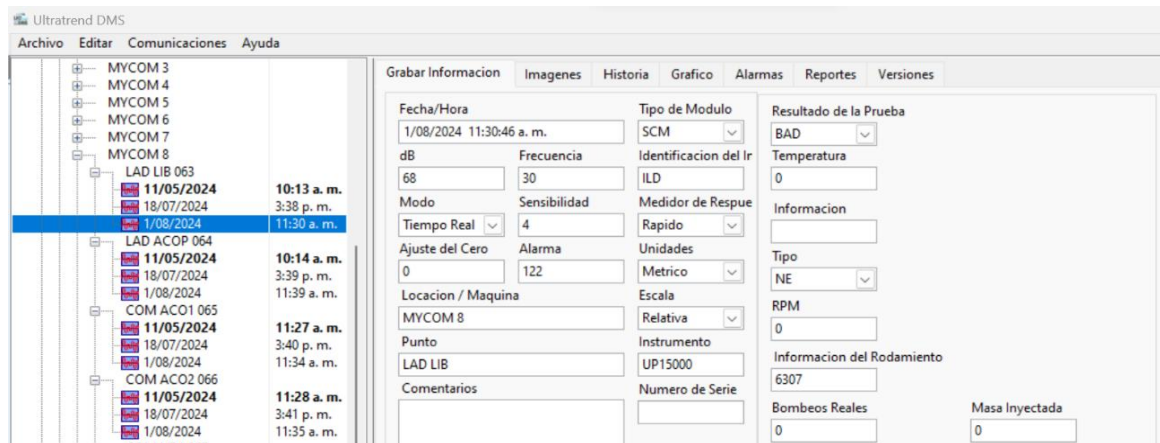 Ultratrend DMS
Archivo Editar Comunicaciones Ayuda
MYCOM 3
MYCOM 4
MYCOM 5
MYCOM 6
MYCOM 7
MYCOM 8
LAD LIB 063
11/05/2024 10:13 a. m.
18/07/2024 3:38 p. m.
1/08/2024 11:30 a. m.
LAD ACOP 064
11/05/2024 10:14 a. m.
18/07/2024 3:39 p. m.
1/08/2024 11:39 a. m.
COM ACO1 065
11/05/2024 11:27 a. m.
18/07/2024 3:40 p. m.
1/08/2024 11:34 a. m.
COM ACO2 066
11/05/2024 11:28 a. m.
18/07/2024 3:41 p. m.
1/08/2024 11:35 a. m.
Grabar Informacion Imagenes Historia Grafico Alarmas Reportes Versiones
Fecha/Hora Tipo de Modulo
1/08/2024 11:30:46 a. m. SCM
dB Frecuencia Identificacion del Ir
68 30 ILD
Modo Sensibilidad Medidor de Respue
Tiempo Real 4 Rapido
Ajuste del Cero Alarma Unidades
0 122 Metrico
Locacion / Maquina Escala
MYCOM 8 Relativa
Punto Instrumento
LAD LIB UP15000
Comentarios Numero de Serie
Resultado de la Prueba
BAD
Temperatura
0
Informacion
Tipo
NE
RPM
0
Informacion del Rodamiento
6307
Bombeos Reales Masa Inyectada
0 0